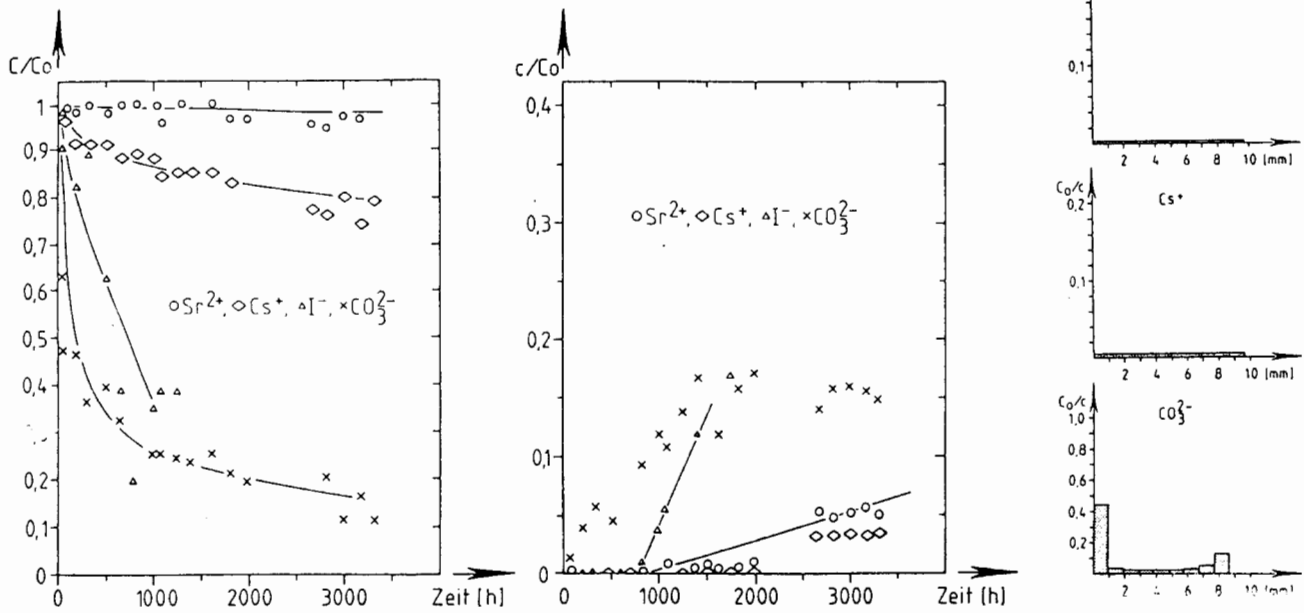 C/Co
1
0,9
0,8
0,7
0,6
0,5
0,4
0,3
0,2
0,1
0
○Sr²⁺, ◇Cs⁺, △I⁻, ×CO₃²⁻
0 1000 2000 3000 Zeit [h]
c/Co
0,4
0,3
0,2
0,1
0
○Sr²⁺, ◇Cs⁺, △I⁻, ×CO₃²⁻
0 1000 2000 3000 Zeit [h]
0,1
2 4 6 8 10 [mm]
Co/c
Cs⁺
0,2
0,1
2 4 6 8 10 [mm]
Co/c
CO₃²⁻
1,0
0,8
0,6
0,4
0,2
2 4 6 8 10 [mm]